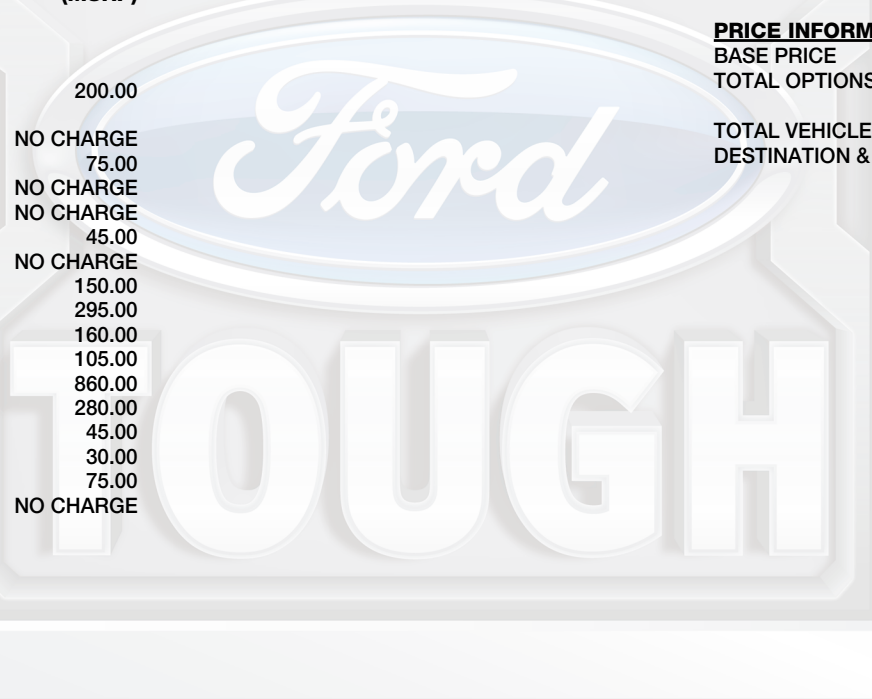 (MSRP)
200.00
NO CHARGE
75.00
NO CHARGE
NO CHARGE
45.00
NO CHARGE
150.00
295.00
160.00
105.00
860.00
280.00
45.00
30.00
75.00
NO CHARGE
PRICE INFORM
BASE PRICE
TOTAL OPTIONS
TOTAL VEHICLE
DESTINATION &
Ford
TOUGH